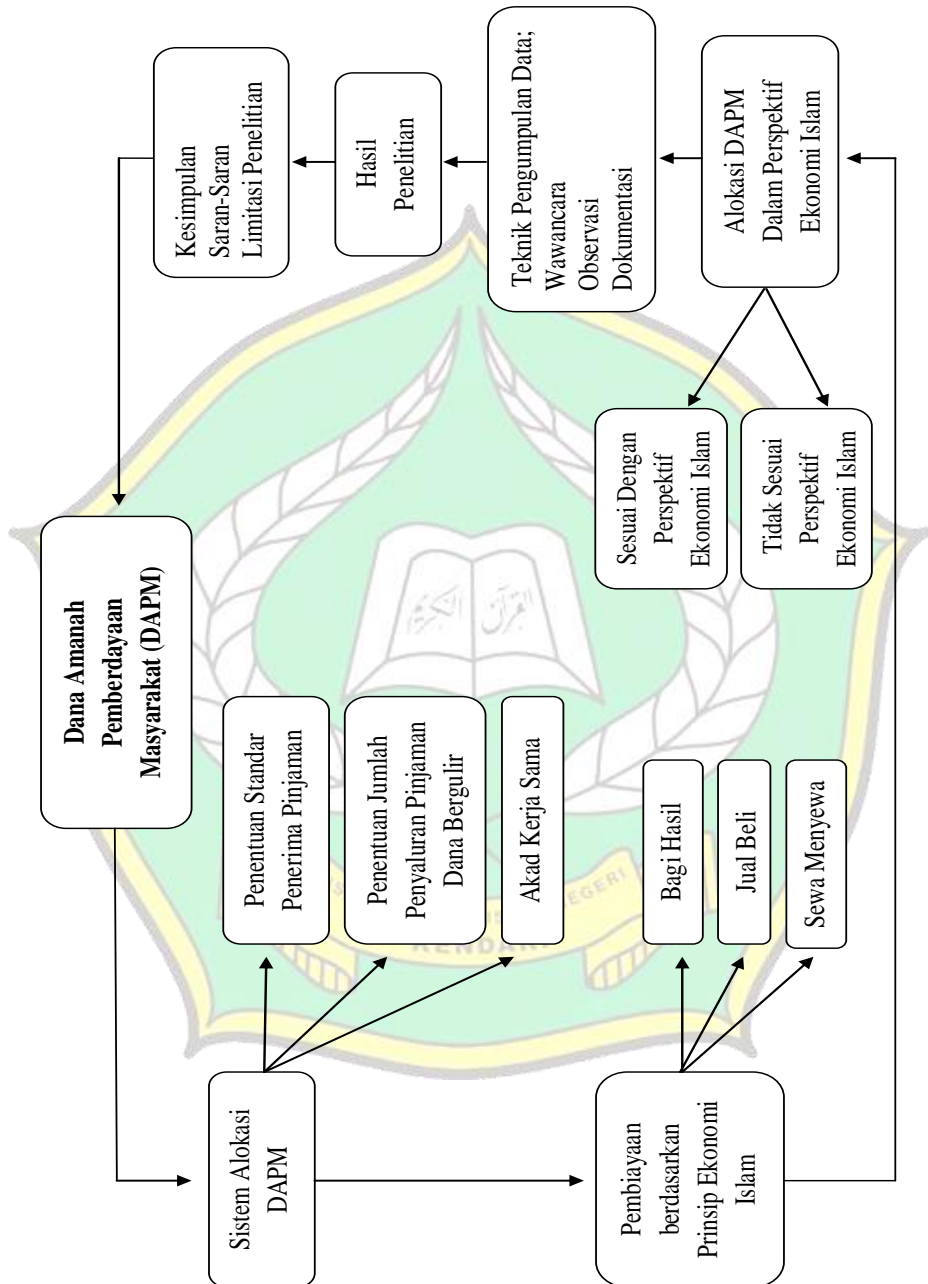 Dana Amanah
Pemberdayaan
Masyarakat (DAPM)
Sistem Alokasi
DAPM
Penentuan Standar
Penerima Pinjaman
Penentuan Jumlah
Penyaluran Pinjaman
Dana Bergulir
Akad Kerja Sama
Pembiayaan
berdasarkan
Prinsip Ekonomi
Islam
Bagi Hasil
Jual Beli
Sewa Menyewa
Alokasi DAPM
Dalam Perspektif
Ekonomi Islam
Sesuai Dengan
Perspektif
Ekonomi Islam
Tidak Sesuai
Perspektif
Ekonomi Islam
Teknik Pengumpulan Data;
Wawancara
Observasi
Dokumentasi
Hasil
Penelitian
Kesimpulan
Saran-Saran
Limitasi Penelitian
القرآن الكريم